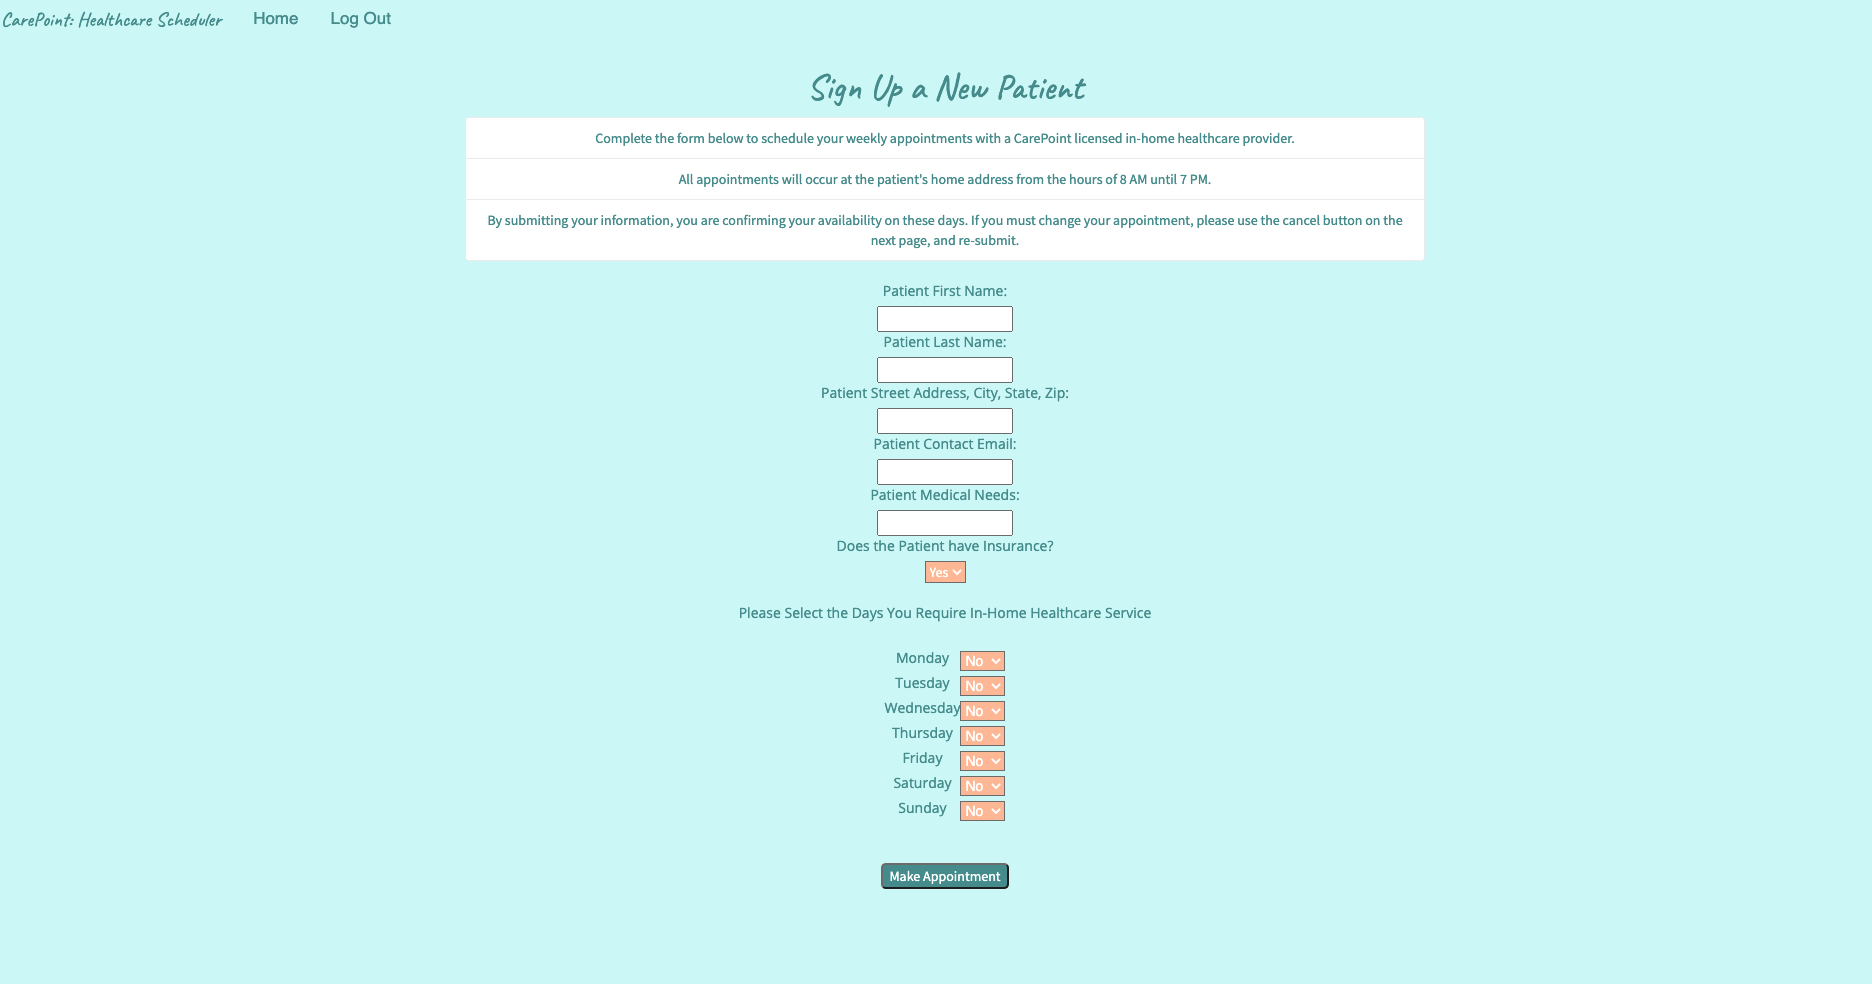 CarePoint: Healthcare Scheduler Home Log Out
Sign Up a New Patient
Complete the form below to schedule your weekly appointments with a CarePoint licensed in-home healthcare provider.
All appointments will occur at the patient's home address from the hours of 8 AM until 7 PM.
By submitting your information, you are confirming your availability on these days. If you must change your appointment, please use the cancel button on the
next page, and re-submit.
Patient First Name:
Patient Last Name:
Patient Street Address, City, State, Zip:
Patient Contact Email:
Patient Medical Needs:
Does the Patient have Insurance?
Yes
Please Select the Days You Require In-Home Healthcare Service
Monday No
Tuesday No
Wednesday No
Thursday No
Friday No
Saturday No
Sunday No
Make Appointment